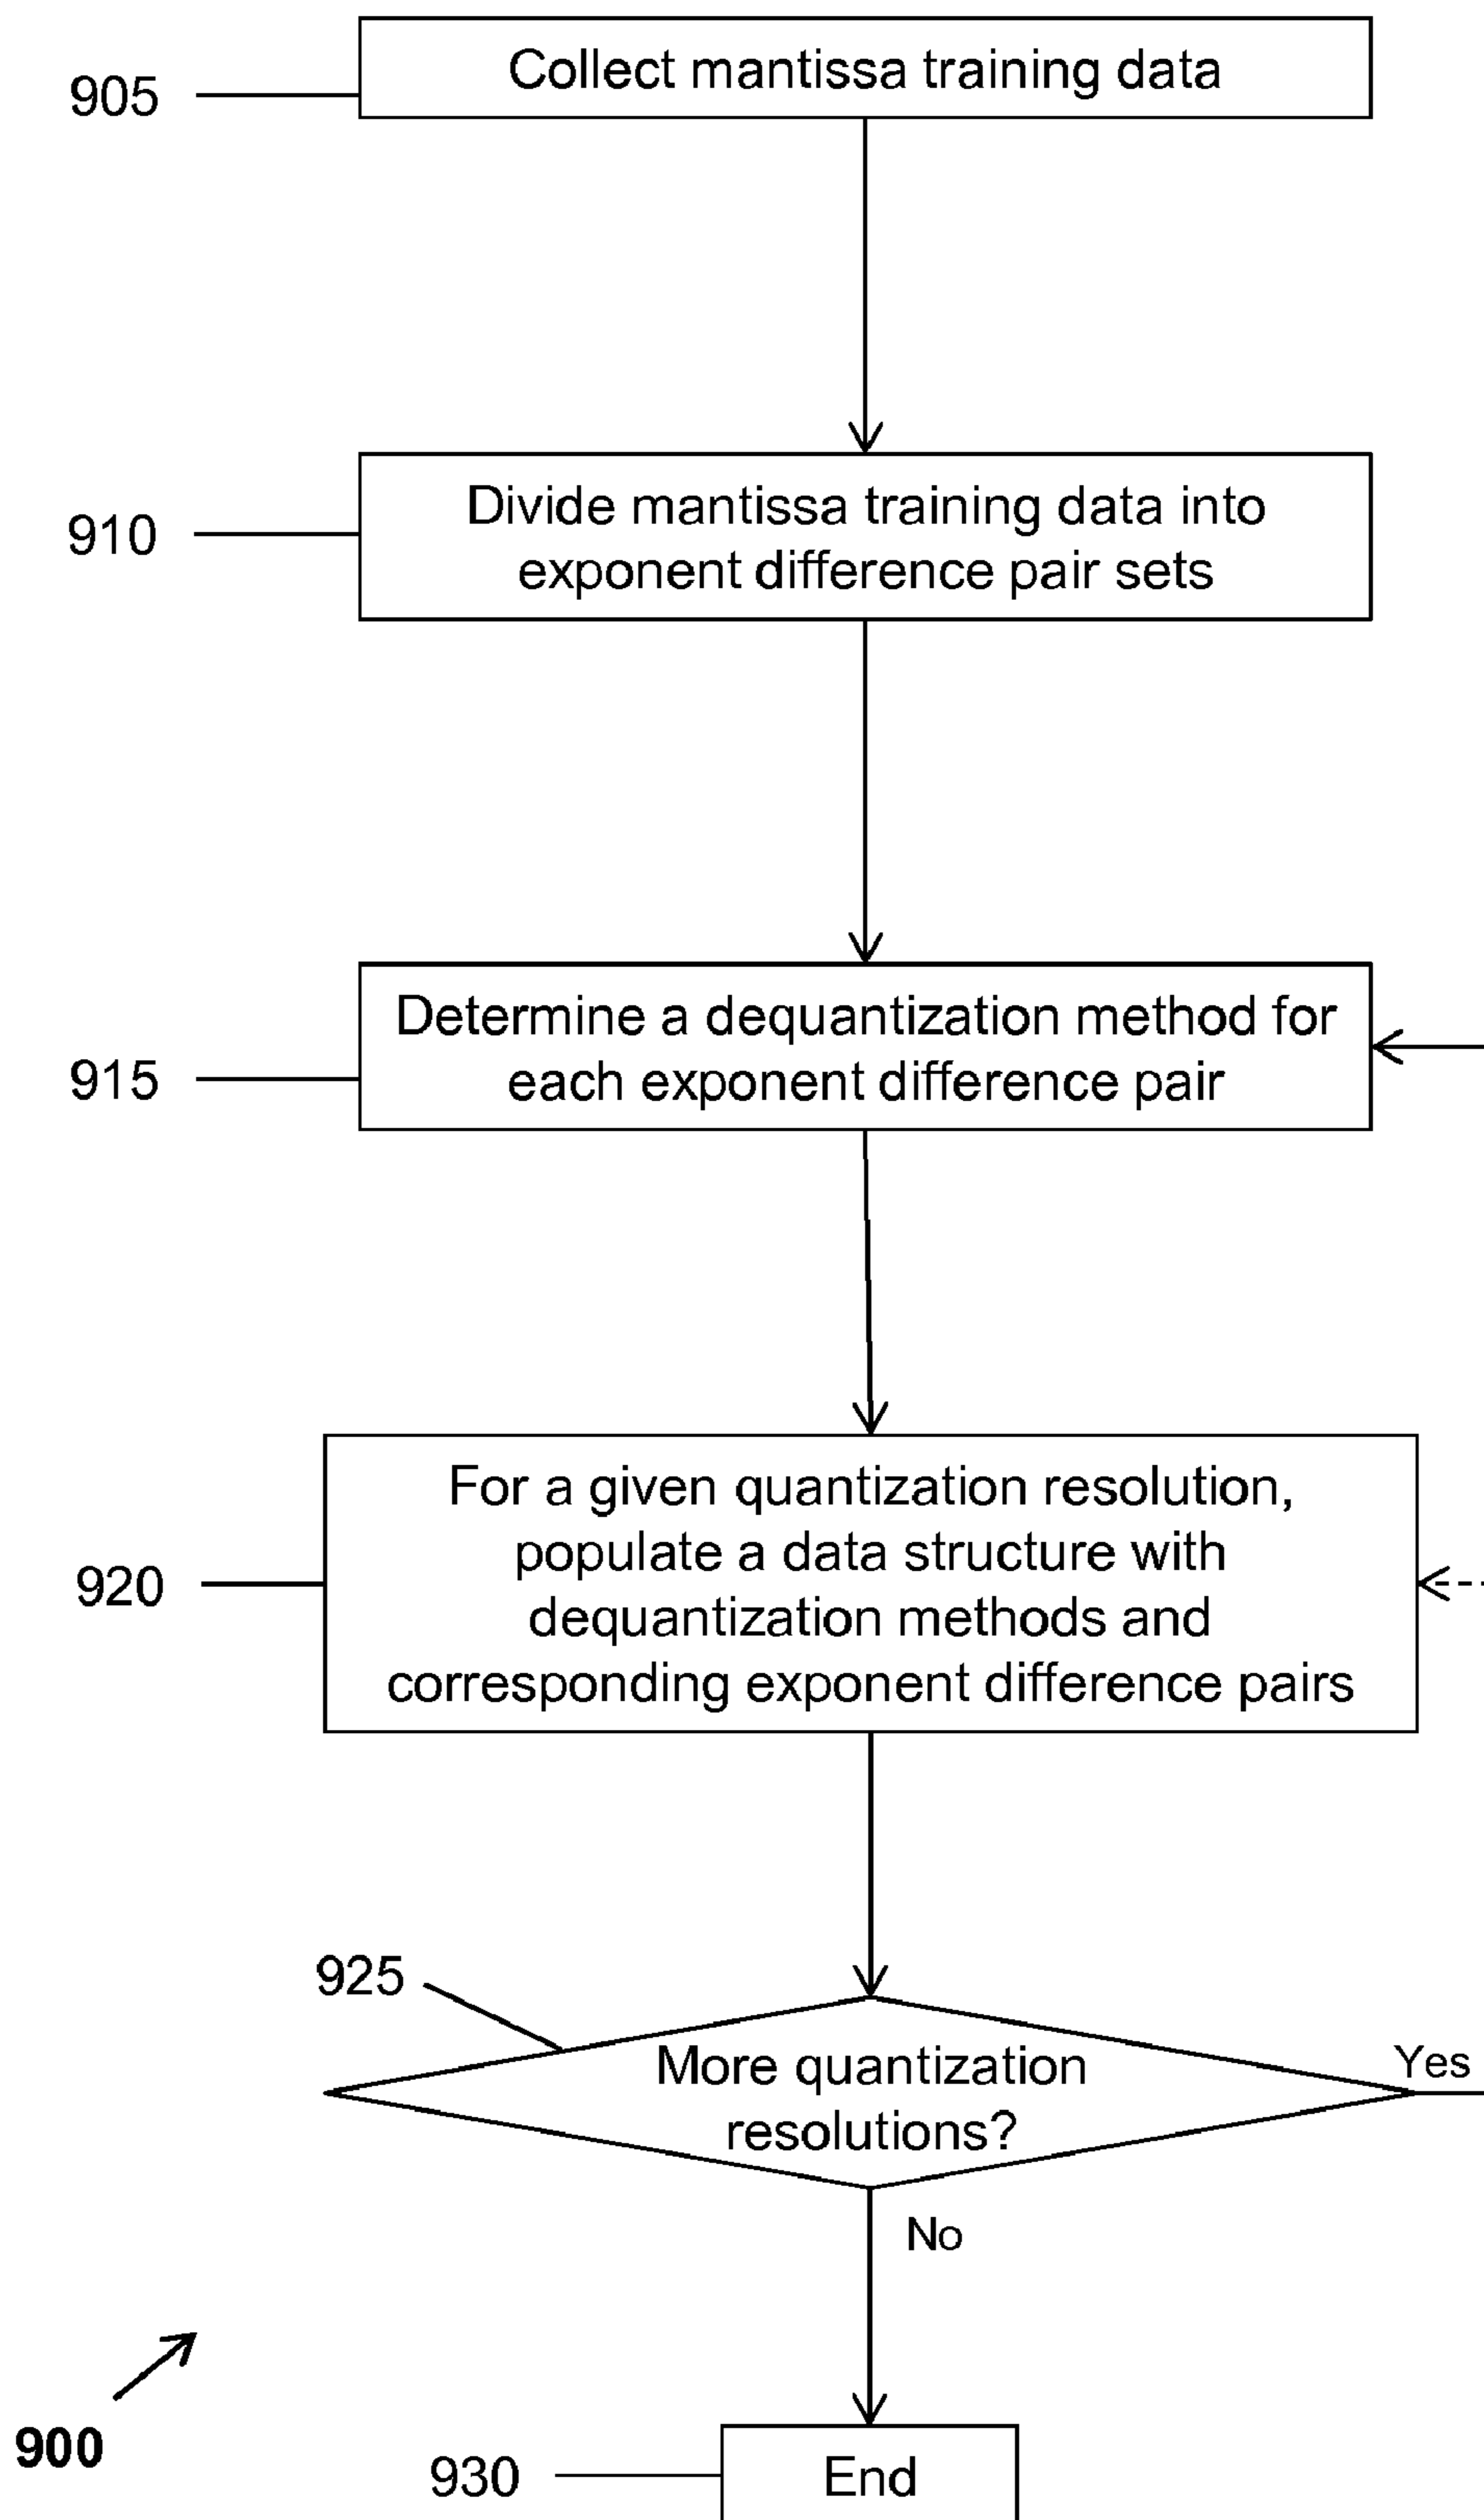 905
Collect mantissa training data
910
Divide mantissa training data into
exponent difference pair sets
915
Determine a dequantization method for
each exponent difference pair
920
For a given quantization resolution,
populate a data structure with
dequantization methods and
corresponding exponent difference pairs
925
More quantization
resolutions?
Yes
No
900
930
End